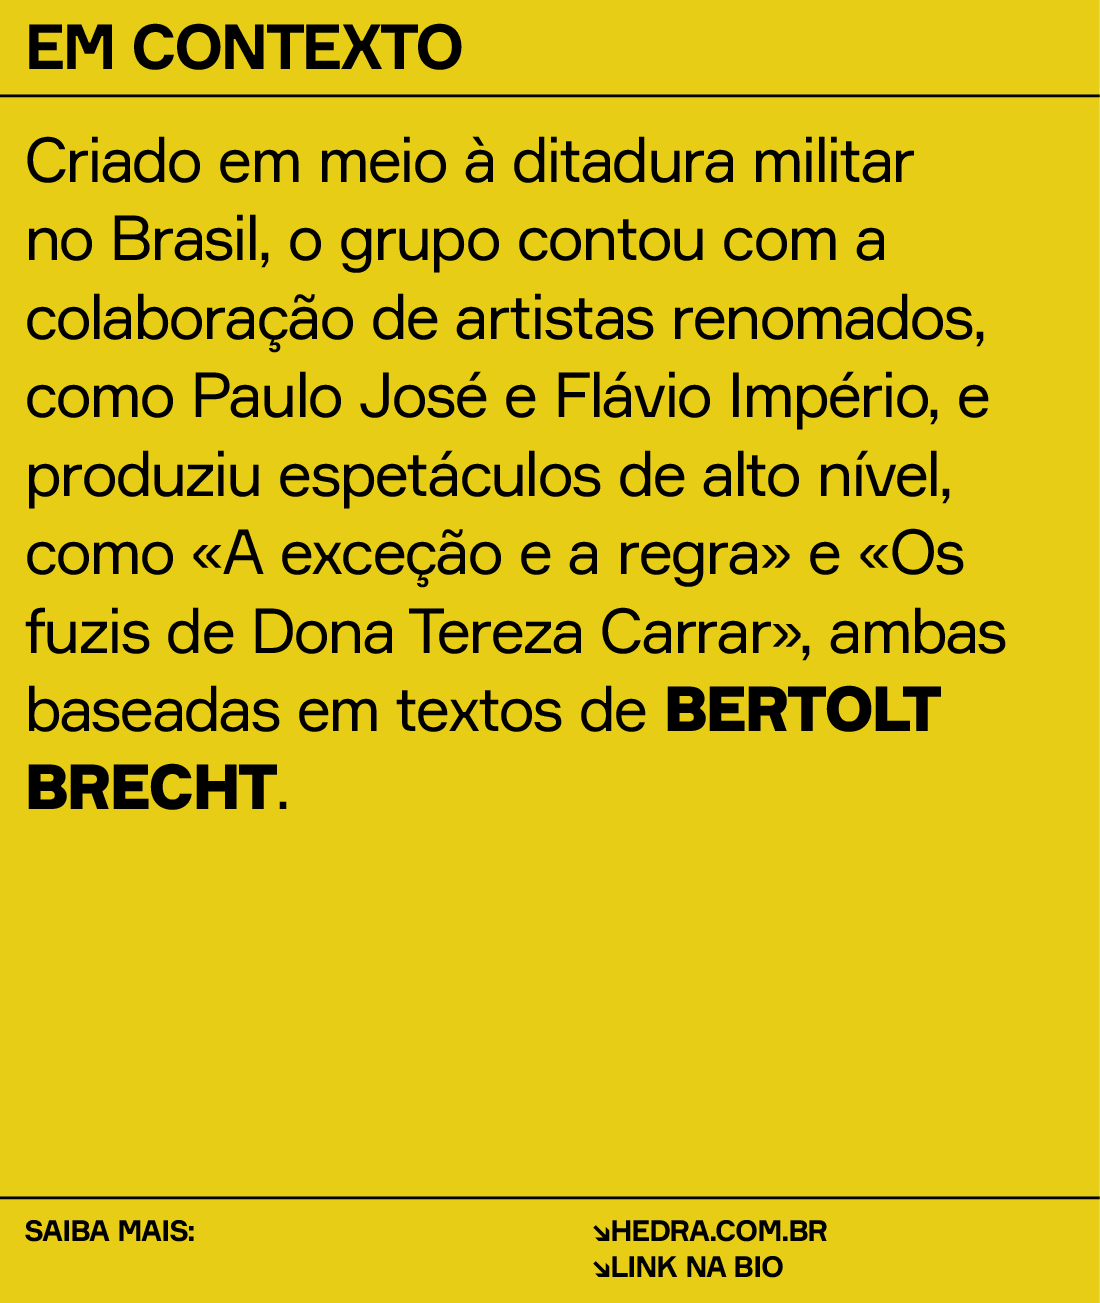 EM CONTEXTO
Criado em meio à ditadura militar
no Brasil, o grupo contou com a
colaboração de artistas renomados,
como Paulo José e Flávio Império, e
produziu espetáculos de alto nível,
como «A exceção e a regra» e «Os
fuzis de Dona Tereza Carrar», ambas
baseadas em textos de BERTOLT
BRECHT.
SAIBA MAIS:
↘HEDRA.COM.BR
↘LINK NA BIO